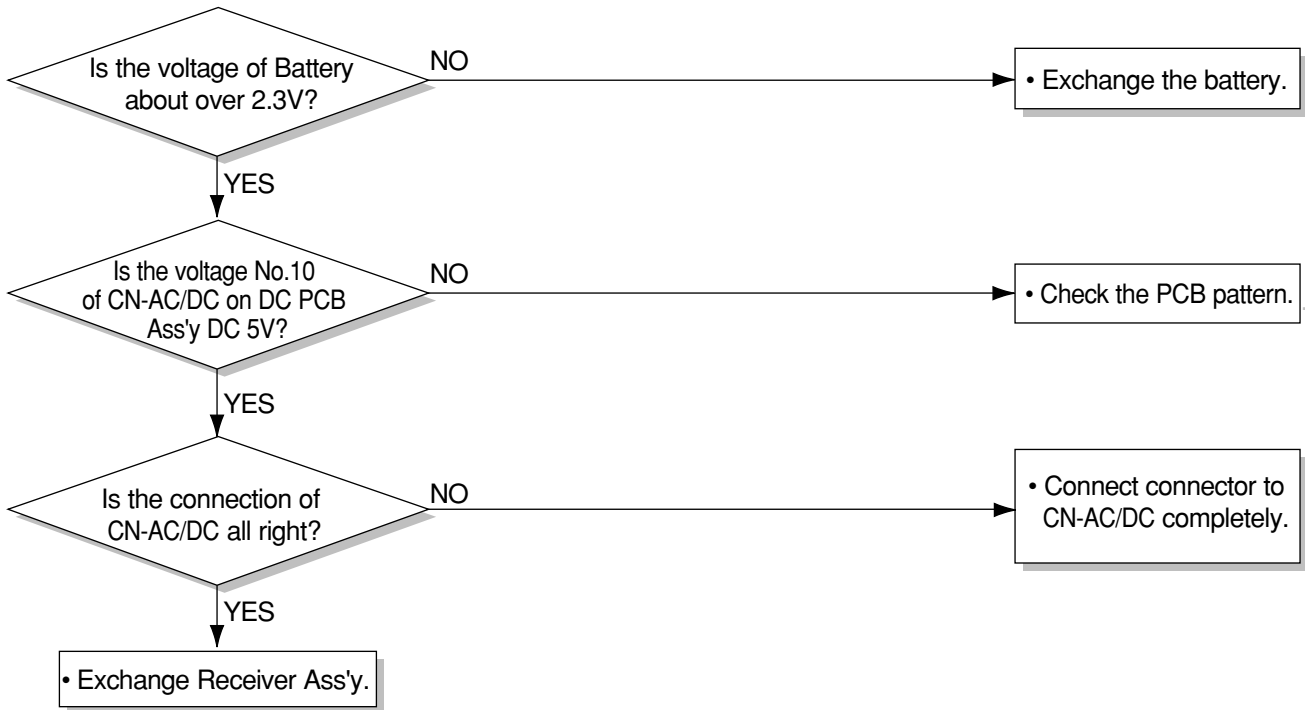 Is the voltage of Battery
about over 2.3V?
NO
• Exchange the battery.
YES
Is the voltage No.10
of CN-AC/DC on DC PCB
Ass'y DC 5V?
NO
• Check the PCB pattern.
YES
Is the connection of
CN-AC/DC all right?
NO
• Connect connector to
CN-AC/DC completely.
YES
• Exchange Receiver Ass'y.